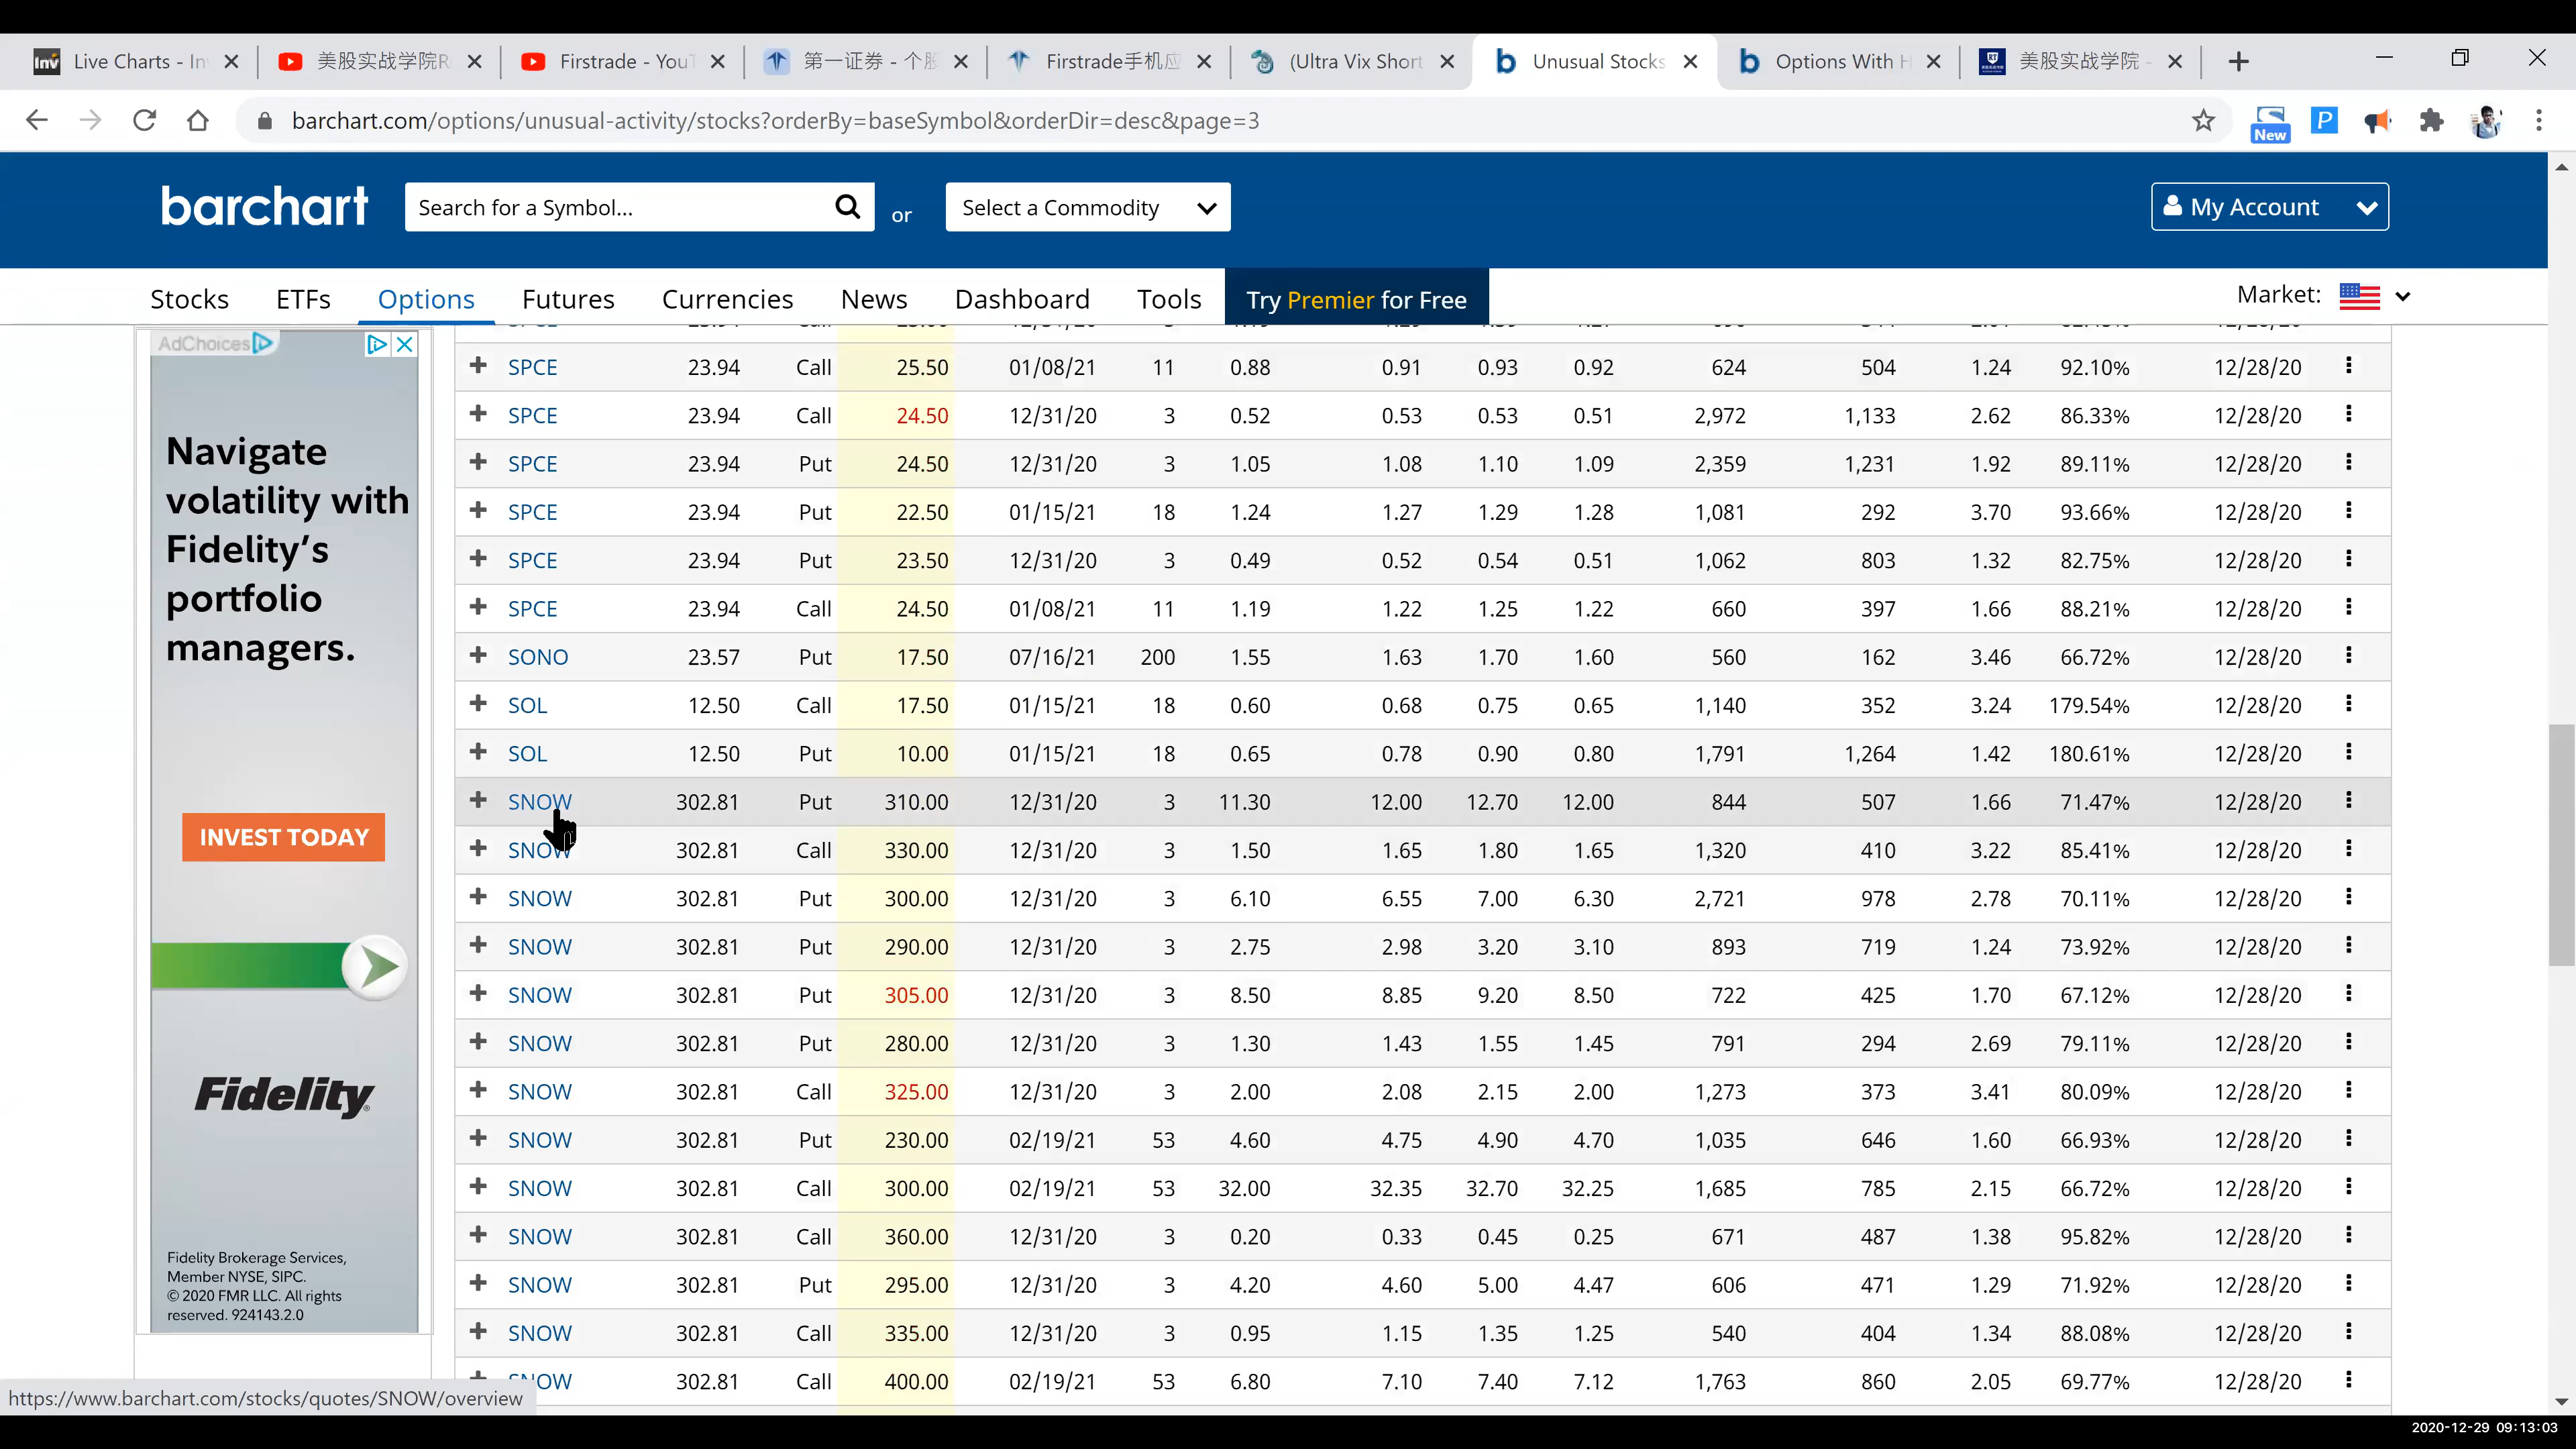 Live Charts - In
美股实战学院R
Firstrade - YouT
第一证券 - 个股
Firstrade手机应
(Ultra Vix Short
Unusual Stocks
Options With H
美股实战学院 -
barchart.com/options/unusual-activity/stocks?orderBy=baseSymbol&orderDir=desc&page=3
New
barchart
Search for a Symbol...
or
Select a Commodity
My Account
Stocks ETFs Options Futures Currencies News Dashboard Tools Try Premier for Free
Market:
AdChoices
Navigate
volatility with
Fidelity's
portfolio
managers.
INVEST TODAY
Fidelity
Fidelity Brokerage Services,
Member NYSE, SIPC.
© 2020 FMR LLC. All rights
reserved. 924143.2.0
SPCE 23.94 Call 25.50 01/08/21 11 0.88 0.91 0.93 0.92 624 504 1.24 92.10% 12/28/20
SPCE 23.94 Call 24.50 12/31/20 3 0.52 0.53 0.53 0.51 2,972 1,133 2.62 86.33% 12/28/20
SPCE 23.94 Put 24.50 12/31/20 3 1.05 1.08 1.10 1.09 2,359 1,231 1.92 89.11% 12/28/20
SPCE 23.94 Put 22.50 01/15/21 18 1.24 1.27 1.29 1.28 1,081 292 3.70 93.66% 12/28/20
SPCE 23.94 Put 23.50 12/31/20 3 0.49 0.52 0.54 0.51 1,062 803 1.32 82.75% 12/28/20
SPCE 23.94 Call 24.50 01/08/21 11 1.19 1.22 1.25 1.22 660 397 1.66 88.21% 12/28/20
SONO 23.57 Put 17.50 07/16/21 200 1.55 1.63 1.70 1.60 560 162 3.46 66.72% 12/28/20
SOL 12.50 Call 17.50 01/15/21 18 0.60 0.68 0.75 0.65 1,140 352 3.24 179.54% 12/28/20
SOL 12.50 Put 10.00 01/15/21 18 0.65 0.78 0.90 0.80 1,791 1,264 1.42 180.61% 12/28/20
SNOW 302.81 Put 310.00 12/31/20 3 11.30 12.00 12.70 12.00 844 507 1.66 71.47% 12/28/20
SNOW 302.81 Call 330.00 12/31/20 3 1.50 1.65 1.80 1.65 1,320 410 3.22 85.41% 12/28/20
SNOW 302.81 Put 300.00 12/31/20 3 6.10 6.55 7.00 6.30 2,721 978 2.78 70.11% 12/28/20
SNOW 302.81 Put 290.00 12/31/20 3 2.75 2.98 3.20 3.10 893 719 1.24 73.92% 12/28/20
SNOW 302.81 Put 305.00 12/31/20 3 8.50 8.85 9.20 8.50 722 425 1.70 67.12% 12/28/20
SNOW 302.81 Put 280.00 12/31/20 3 1.30 1.43 1.55 1.45 791 294 2.69 79.11% 12/28/20
SNOW 302.81 Call 325.00 12/31/20 3 2.00 2.08 2.15 2.00 1,273 373 3.41 80.09% 12/28/20
SNOW 302.81 Put 230.00 02/19/21 53 4.60 4.75 4.90 4.70 1,035 646 1.60 66.93% 12/28/20
SNOW 302.81 Call 300.00 02/19/21 53 32.00 32.35 32.70 32.25 1,685 785 2.15 66.72% 12/28/20
SNOW 302.81 Call 360.00 12/31/20 3 0.20 0.33 0.45 0.25 671 487 1.38 95.82% 12/28/20
SNOW 302.81 Put 295.00 12/31/20 3 4.20 4.60 5.00 4.47 606 471 1.29 71.92% 12/28/20
SNOW 302.81 Call 335.00 12/31/20 3 0.95 1.15 1.35 1.25 540 404 1.34 88.08% 12/28/20
SNOW 302.81 Call 400.00 02/19/21 53 6.80 7.10 7.40 7.12 1,763 860 2.05 69.77% 12/28/20
https://www.barchart.com/stocks/quotes/SNOW/overview
2020-12-29 09:13:03